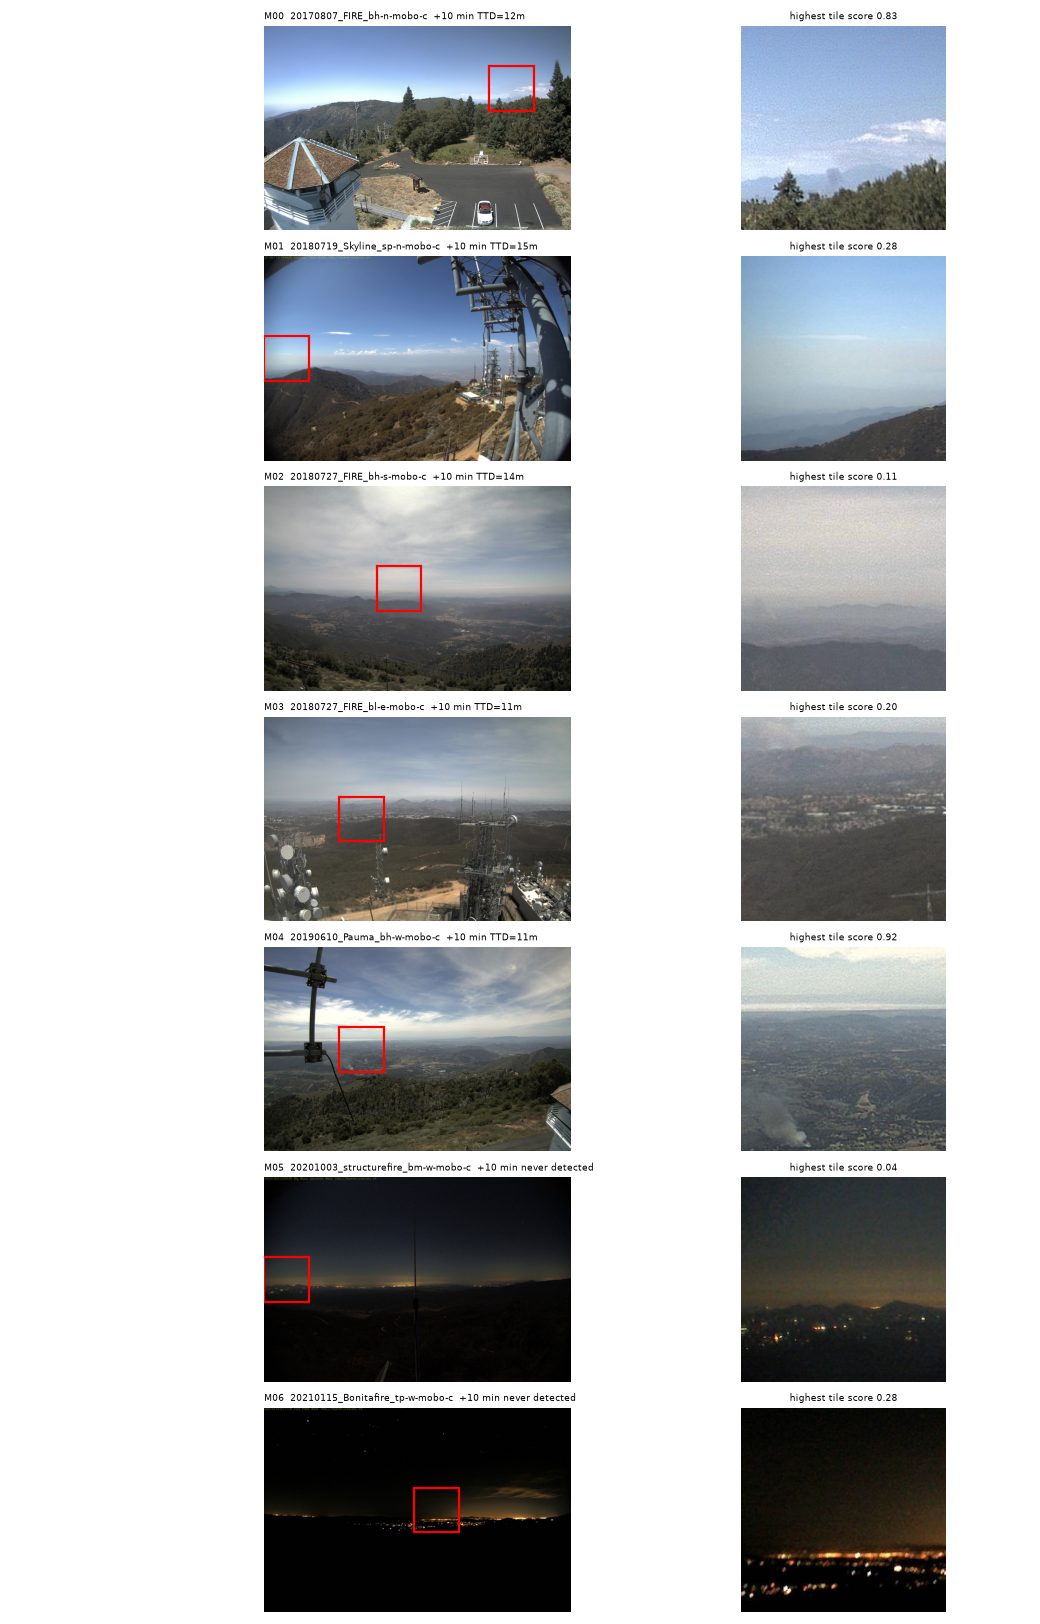 M00 20170807_FIRE_bh-n-mobo-c +10 min TTD=12m
highest tile score 0.83
M01 20180719_Skyline_sp-n-mobo-c +10 min TTD=15m
highest tile score 0.28
M02 20180727_FIRE_bh-s-mobo-c +10 min TTD=14m
highest tile score 0.11
M03 20180727_FIRE_bl-e-mobo-c +10 min TTD=11m
highest tile score 0.20
M04 20190610_Pauma_bh-w-mobo-c +10 min TTD=11m
highest tile score 0.92
M05 20201003_structurefire_bm-w-mobo-c +10 min never detected
highest tile score 0.04
M06 20210115_Bonitafire_tp-w-mobo-c +10 min never detected
highest tile score 0.28